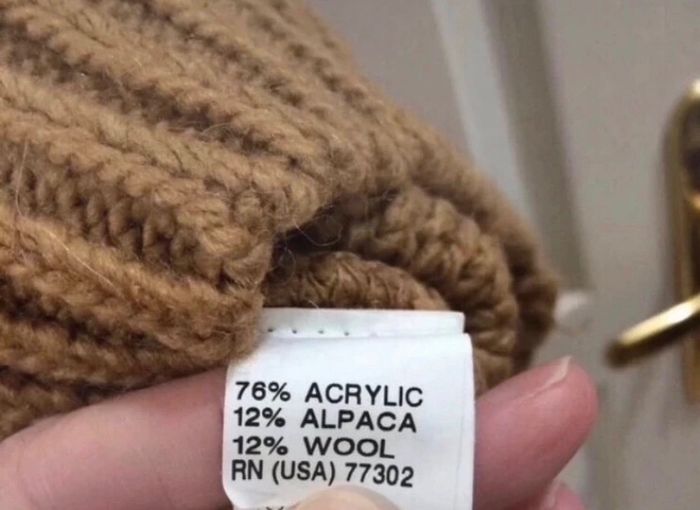 76% ACRYLIC
12% ALPACA
12% WOOL
RN (USA) 77302